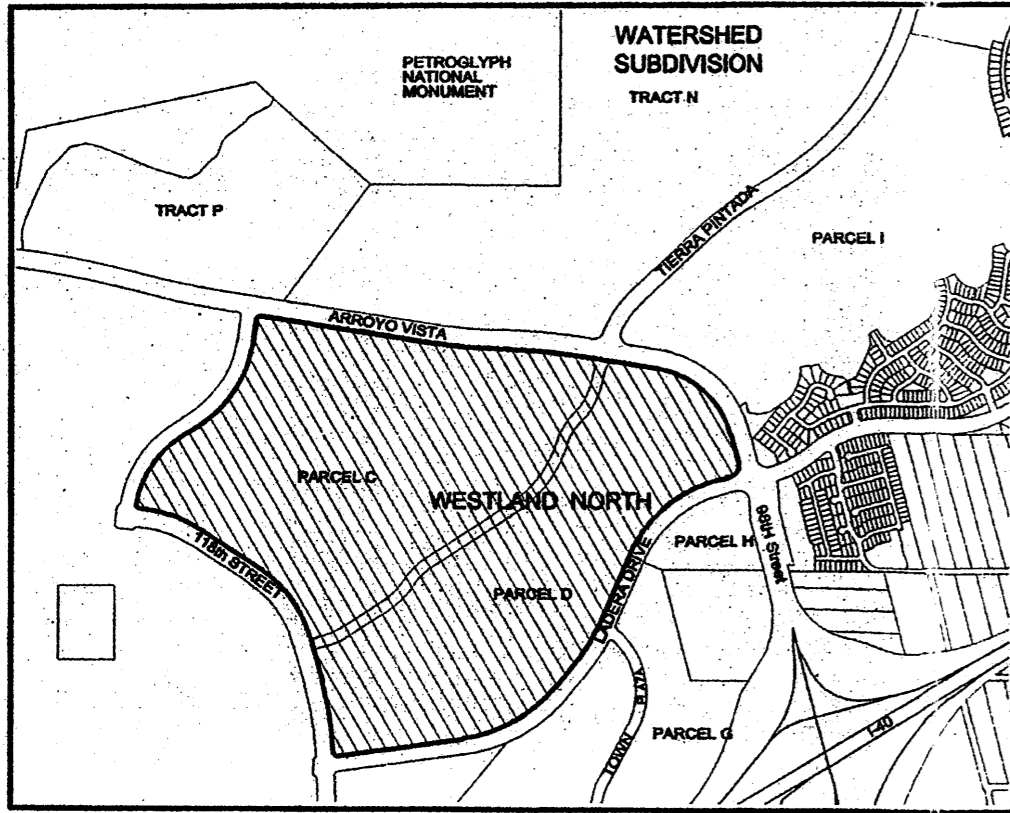 WATERSHED
SUBDIVISION
TRACT N
PETROGLYPH
NATIONAL
MONUMENT
TRACT P
TIERRA PINTADA
PARCEL I
ARROYO VISTA
PARCEL C
WESTLAND NORTH
118th STREET
PARCEL D
LADERA DRIVE
PARCEL H
98th Street
TOWN PLAZA
PARCEL G
I-40